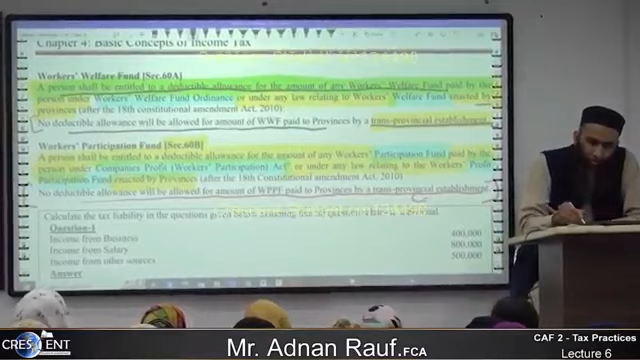 Chapter 4: Basic Concepts of Income Tax
Workers' Welfare Fund [Sec.60A]
A person shall be entitled to a deductible allowance for the amount of any Workers' Welfare Fund paid by the
person under Workers' Welfare Fund Ordinance or under any law relating to Workers' Welfare Fund enacted by
provinces (after the 18th constitutional amendment Act, 2010)
No deductible allowance will be allowed for amount of WWF paid to Provinces by a trans-provincial establishment
Workers' Participation Fund [Sec.60B]
A person shall be entitled to a deductible allowance for the amount of any Workers' Participation Fund paid by the
person under Companies Profit (Workers' Participation) Act or under any law relating to the Workers' Profit
Participation Fund enacted by Provinces (after the 18th Constitutional amendment Act, 2010)
No deductible allowance will be allowed for amount of WPPF paid to Provinces by a trans-provincial establishment.
Calculate the tax liability in the questions given below assuming that
Question-1
Income from Business 400,000
Income from Salary 800,000
Income from other sources 500,000
Answer
CRESCENT
Mr. Adnan Rauf.FCA
CAF 2 - Tax Practices
Lecture 6